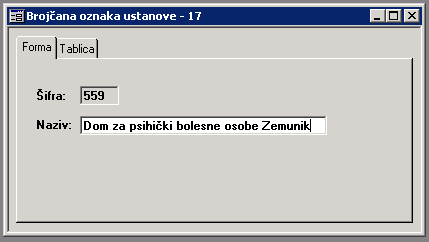 Brojčana oznaka ustanove - 17
Forma Tablica
Šifra: 559
Naziv: Dom za psihički bolesne osobe Zemunik